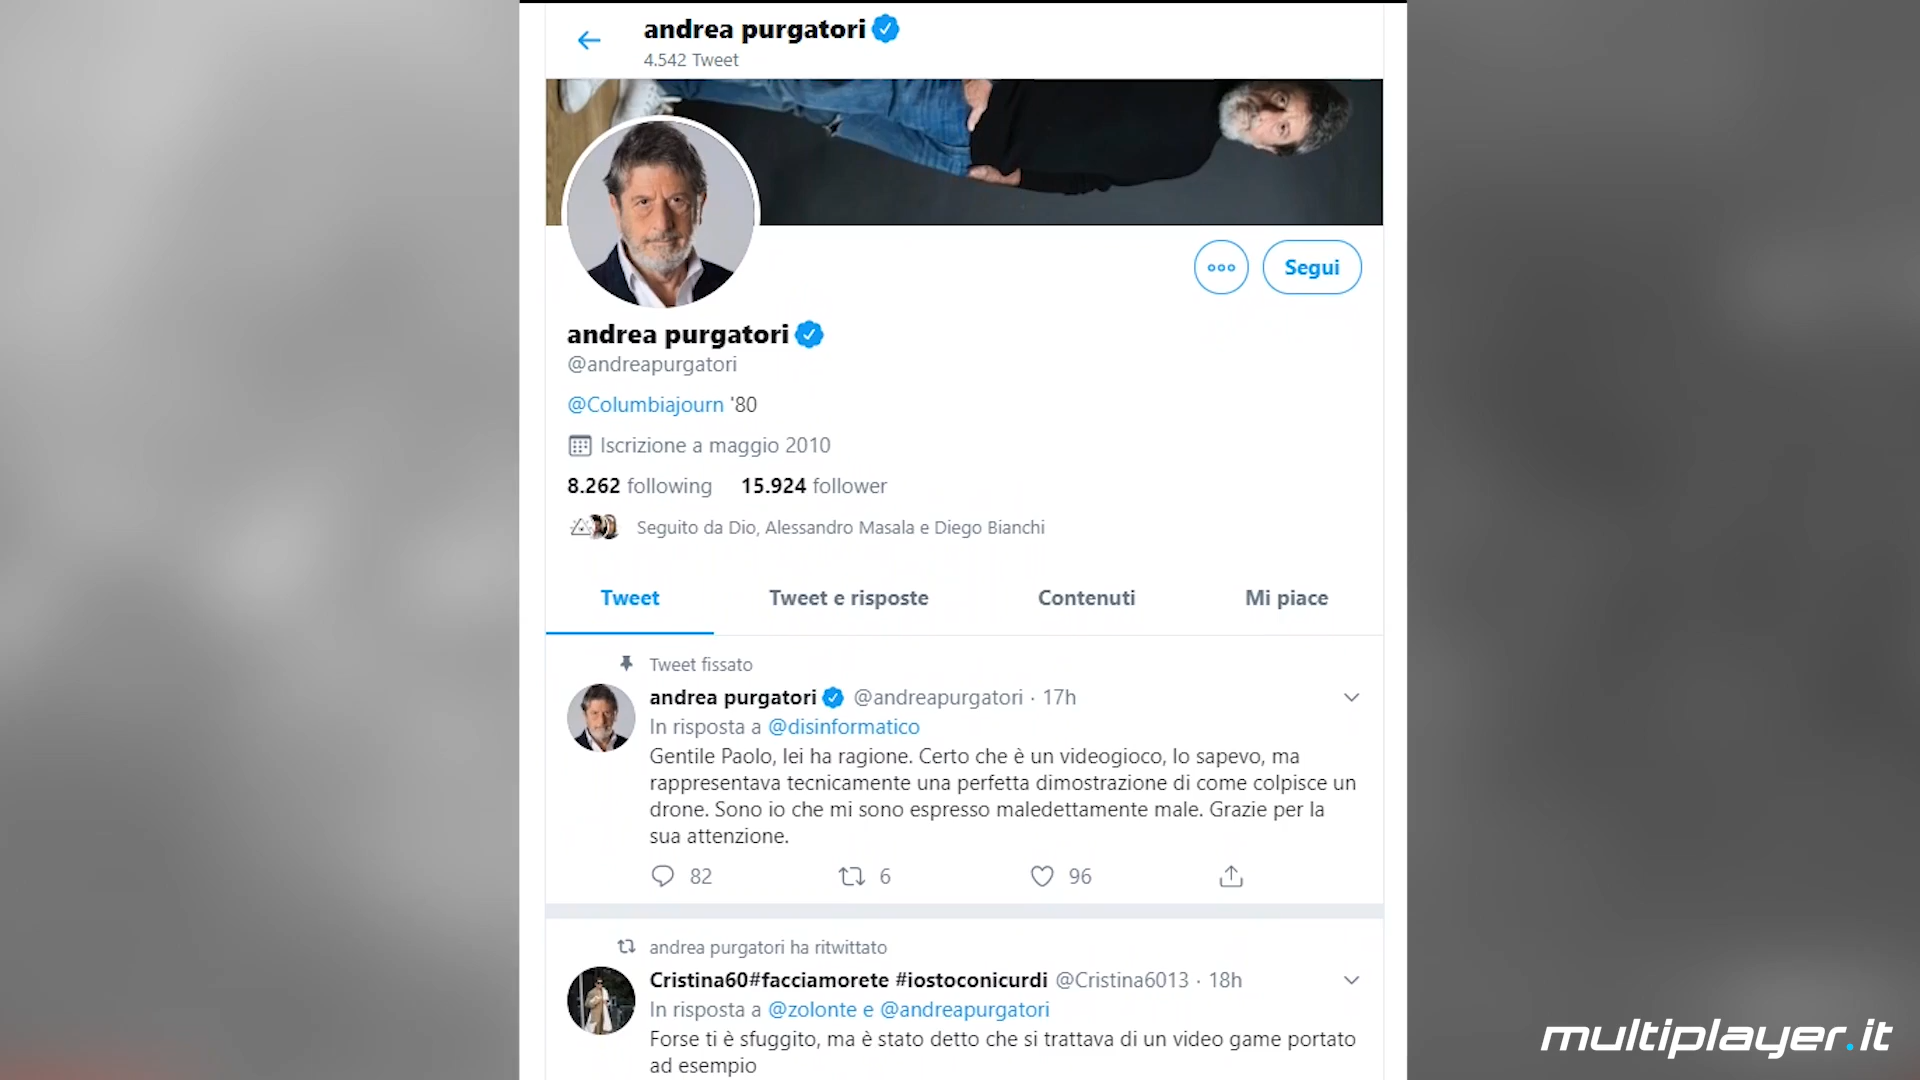 andrea purgatori
4.542 Tweet
Segui
andrea purgatori
@andreapurgatori
@Columbiajourn '80
Iscrizione a maggio 2010
8.262 following 15.924 follower
Seguito da Dio, Alessandro Masala e Diego Bianchi
Tweet Tweet e risposte Contenuti Mi piace
Tweet fissato
andrea purgatori @andreapurgatori · 17h
In risposta a @disinformatico
Gentile Paolo, lei ha ragione. Certo che è un videogioco, lo sapevo, ma
rappresentava tecnicamente una perfetta dimostrazione di come colpisce un
drone. Sono io che mi sono espresso maledettamente male. Grazie per la
sua attenzione.
82 6 96
andrea purgatori ha ritwittato
Cristina60#facciamorete #iostoconicurdi @Cristina6013 · 18h
In risposta a @zolonte e @andreapurgatori
Forse ti è sfuggito, ma è stato detto che si trattava di un video game portato
ad esempio
multiplayer.it